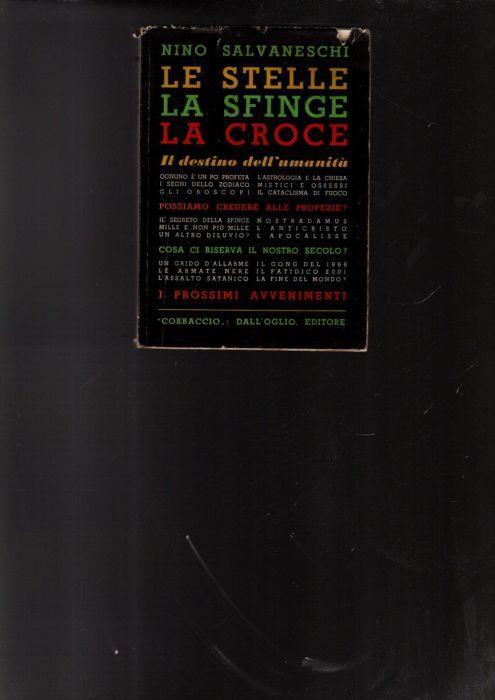 NINO SALVANESCHI
LE STELLE
LA SFINGE
LA CROCE
Il destino dell'umanità
OGNUNO È UN PO' PROFETA L'ASTROLOGIA E LA CHIESA
I SEGNI DELLO ZODIACO MISTICI E OSSESSI
GLI OROSCOPI IL CATACLISMA DI FUOCO
POSSIAMO CREDERE ALLE PROFEZIE?
IL SEGRETO DELLA SFINGE NOSTRADAMUS
MILLE E NON PIÙ MILLE L'ANTICRISTO
UN ALTRO DILUVIO? L'APOCALISSE
COSA CI RISERVA IL NOSTRO SECOLO?
UN GRIDO D'ALLARME IL GONG DEL 1966
LE ARMATE NERE IL FATIDICO 2001
L'ASSALTO SATANICO LA FINE DEL MONDO?
I PROSSIMI AVVENIMENTI
"CORBACCIO„: DALL'OGLIO, EDITORE